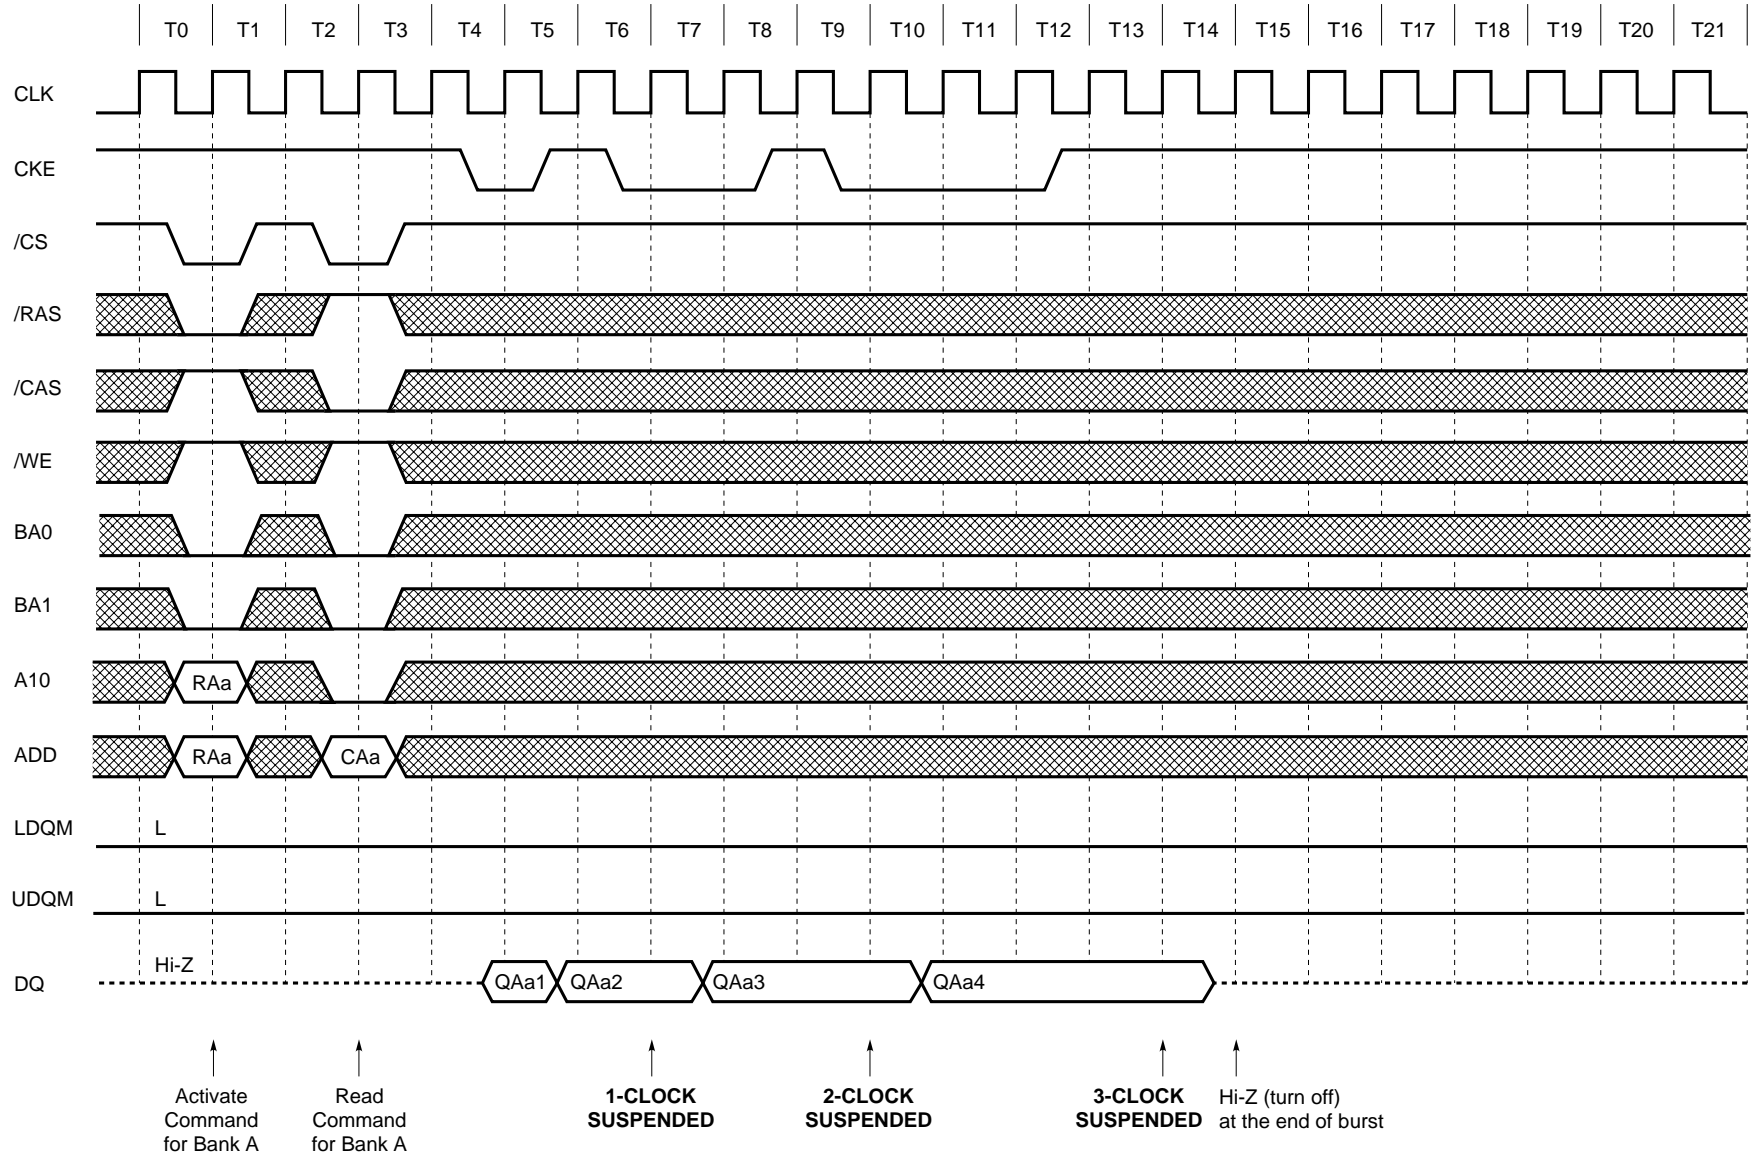 T0 T1 T2 T3 T4 T5 T6 T7 T8 T9 T10 T11 T12 T13 T14 T15 T16 T17 T18 T19 T20 T21
CLK
CKE
/CS
/RAS
/CAS
/WE
BA0
BA1
A10 RAa
ADD RAa CAa
LDQM L
UDQM L
Hi-Z
DQ QAa1 QAa2 QAa3 QAa4
Activate
Command
for Bank A
Read
Command
for Bank A
1-CLOCK
SUSPENDED
2-CLOCK
SUSPENDED
3-CLOCK
SUSPENDED
Hi-Z (turn off)
at the end of burst